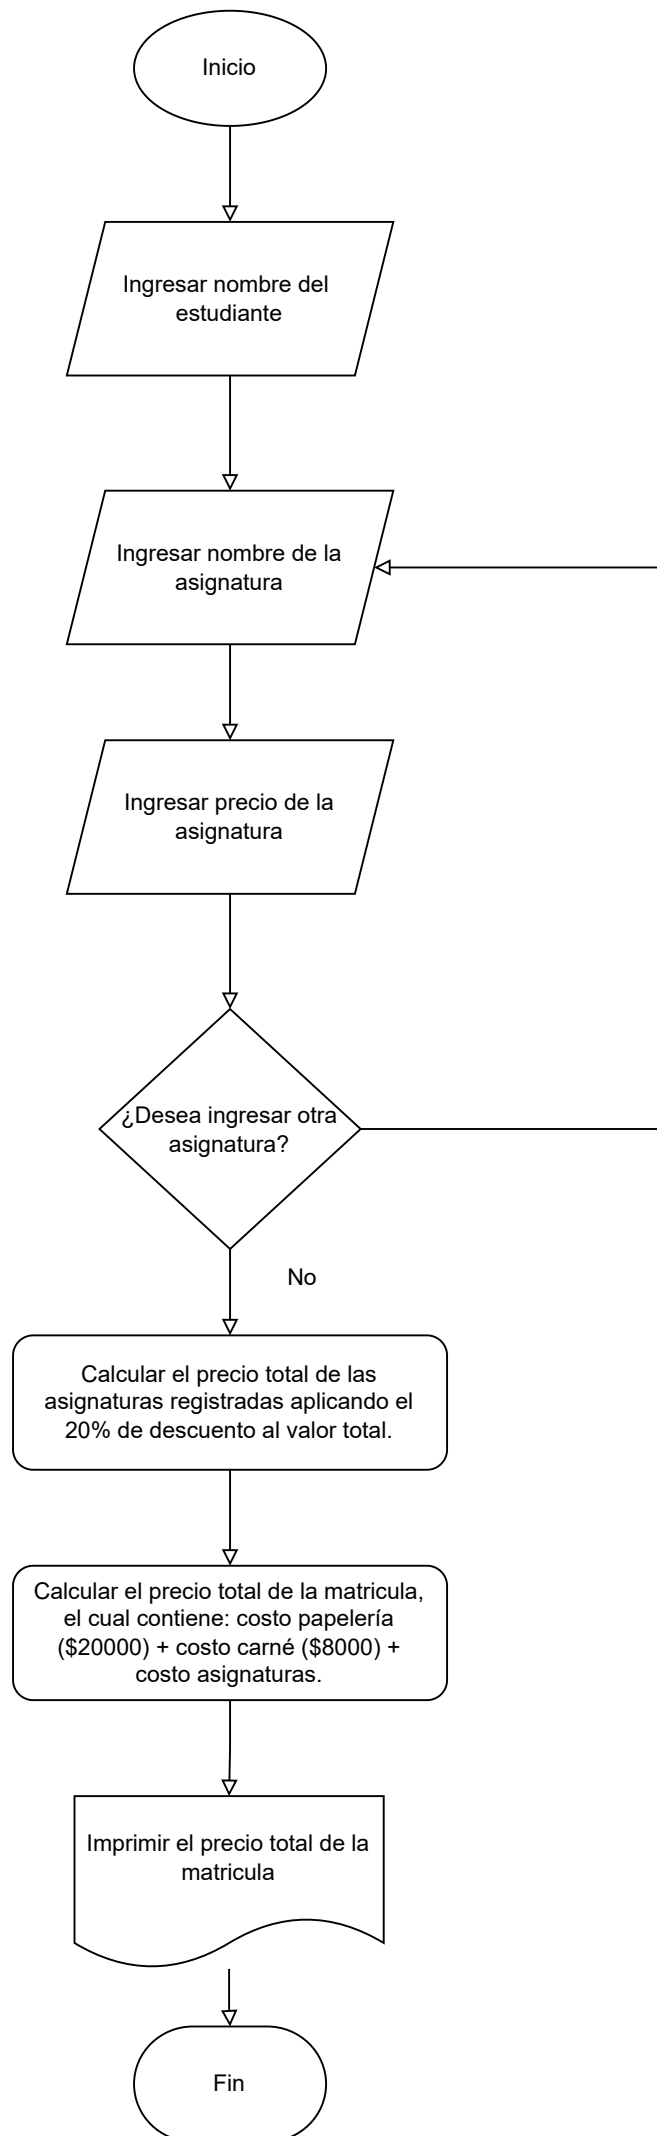 Inicio
Ingresar nombre del
estudiante
Ingresar nombre de la
asignatura
Ingresar precio de la
asignatura
¿Desea ingresar otra
asignatura?
No
Calcular el precio total de las
asignaturas registradas aplicando el
20% de descuento al valor total.
Calcular el precio total de la matricula,
el cual contiene: costo papelería
($20000) + costo carné ($8000) +
costo asignaturas.
Imprimir el precio total de la
matricula
Fin